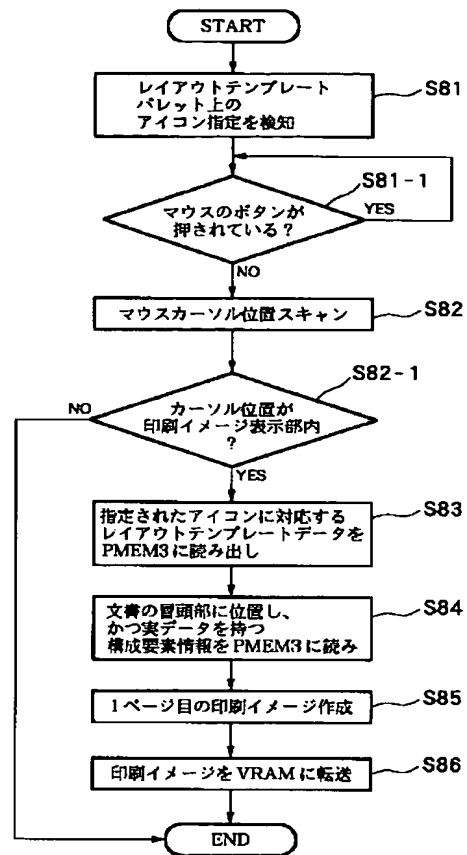 START
レイアウトテンプレート
パレット上の
アイコン指定を検知
S81
S81-1
マウスのボタンが
押されている?
YES
NO
マウスカーソル位置スキャン
S82
S82-1
NO
カーソル位置が
印刷イメージ表示部内
?
YES
指定されたアイコンに対応する
レイアウトテンプレートデータを
PMEM3に読み出し
S83
文書の冒頭部に位置し、
かつ実データを持つ
構成要素情報をPMEM3に読み
S84
1ページ目の印刷イメージ作成
S85
印刷イメージをVRAMに転送
S86
END